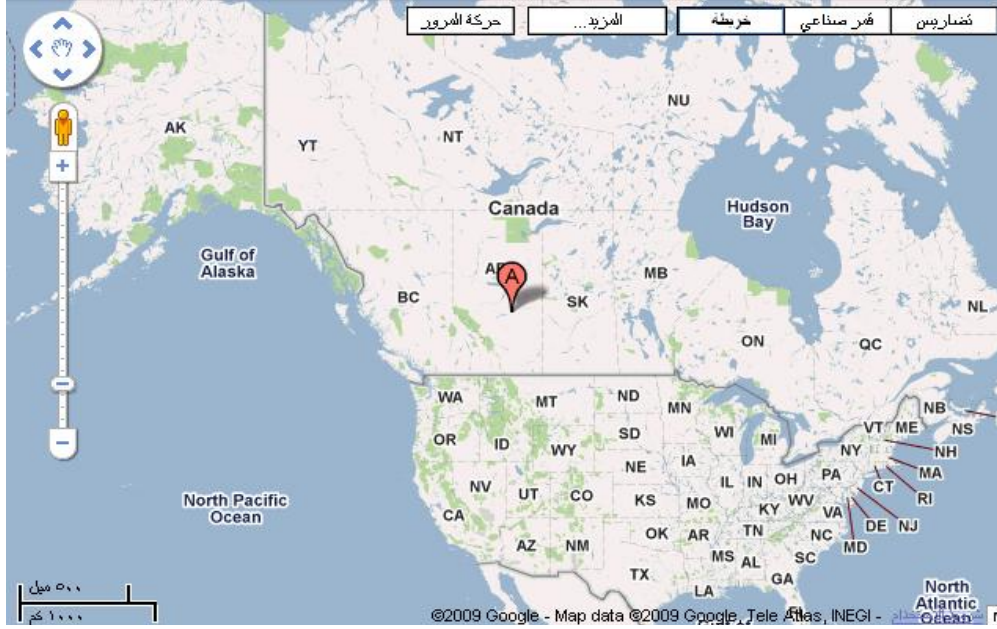 تضاريس
قمر صناعي
خريطة
المزيد...
حركة المرور
NU
AK
NT
YT
Canada
Hudson
Bay
Gulf of
Alaska
A
MB
BC
SK
NL
ON
QC
WA
MT
ND
MN
NB
VT
ME
NS
OR
ID
SD
WI
MI
NY
NH
WY
IA
PA
MA
NE
IL
IN
OH
CT
RI
NV
UT
CO
KS
MO
WV
KY
VA
DE
NJ
North Pacific
Ocean
CA
OK
AR
TN
NC
MD
AZ
NM
MS
AL
SC
TX
GA
LA
٥٠٠ ميل
١٠٠٠ كم
North
Atlantic
Ocean
©2009 Google - Map data ©2009 Google, Tele Atlas, INEGI -